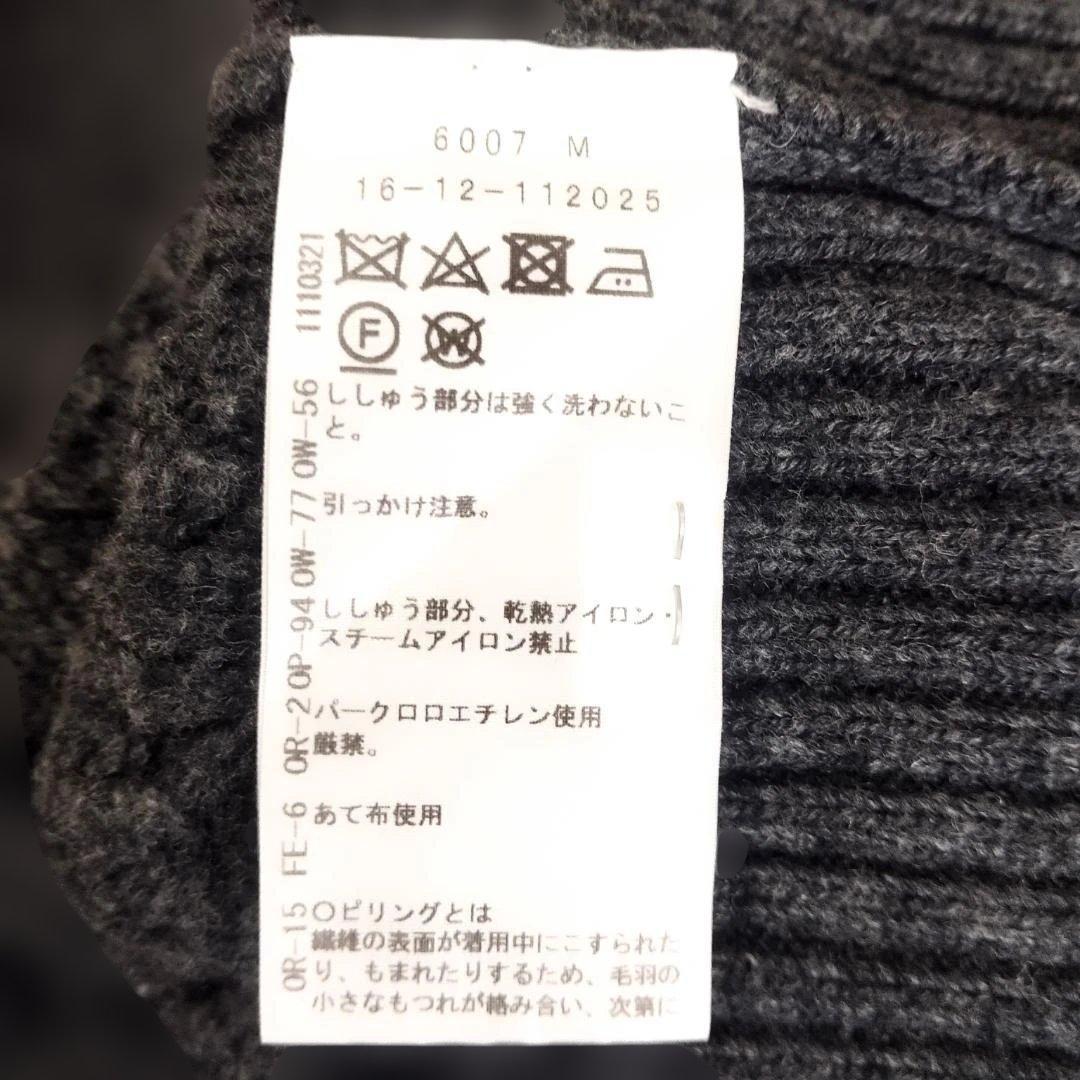 6007 M
16-12-112025
F
W
ししゅう部分は強く洗わないこ
と。
引っかけ注意。
ししゅう部分、乾熱アイロン・
スチームアイロン禁止
パークロロエチレン使用
厳禁。
あて布使用
〇ピリングとは
繊維の表面が着用中にこすられた
り、もまれたりするため、毛羽の
小さなもつれが絡み合い、次第に
OR-15 FE-6 OR-2 OP-94 OW-77 OW-56 1110321